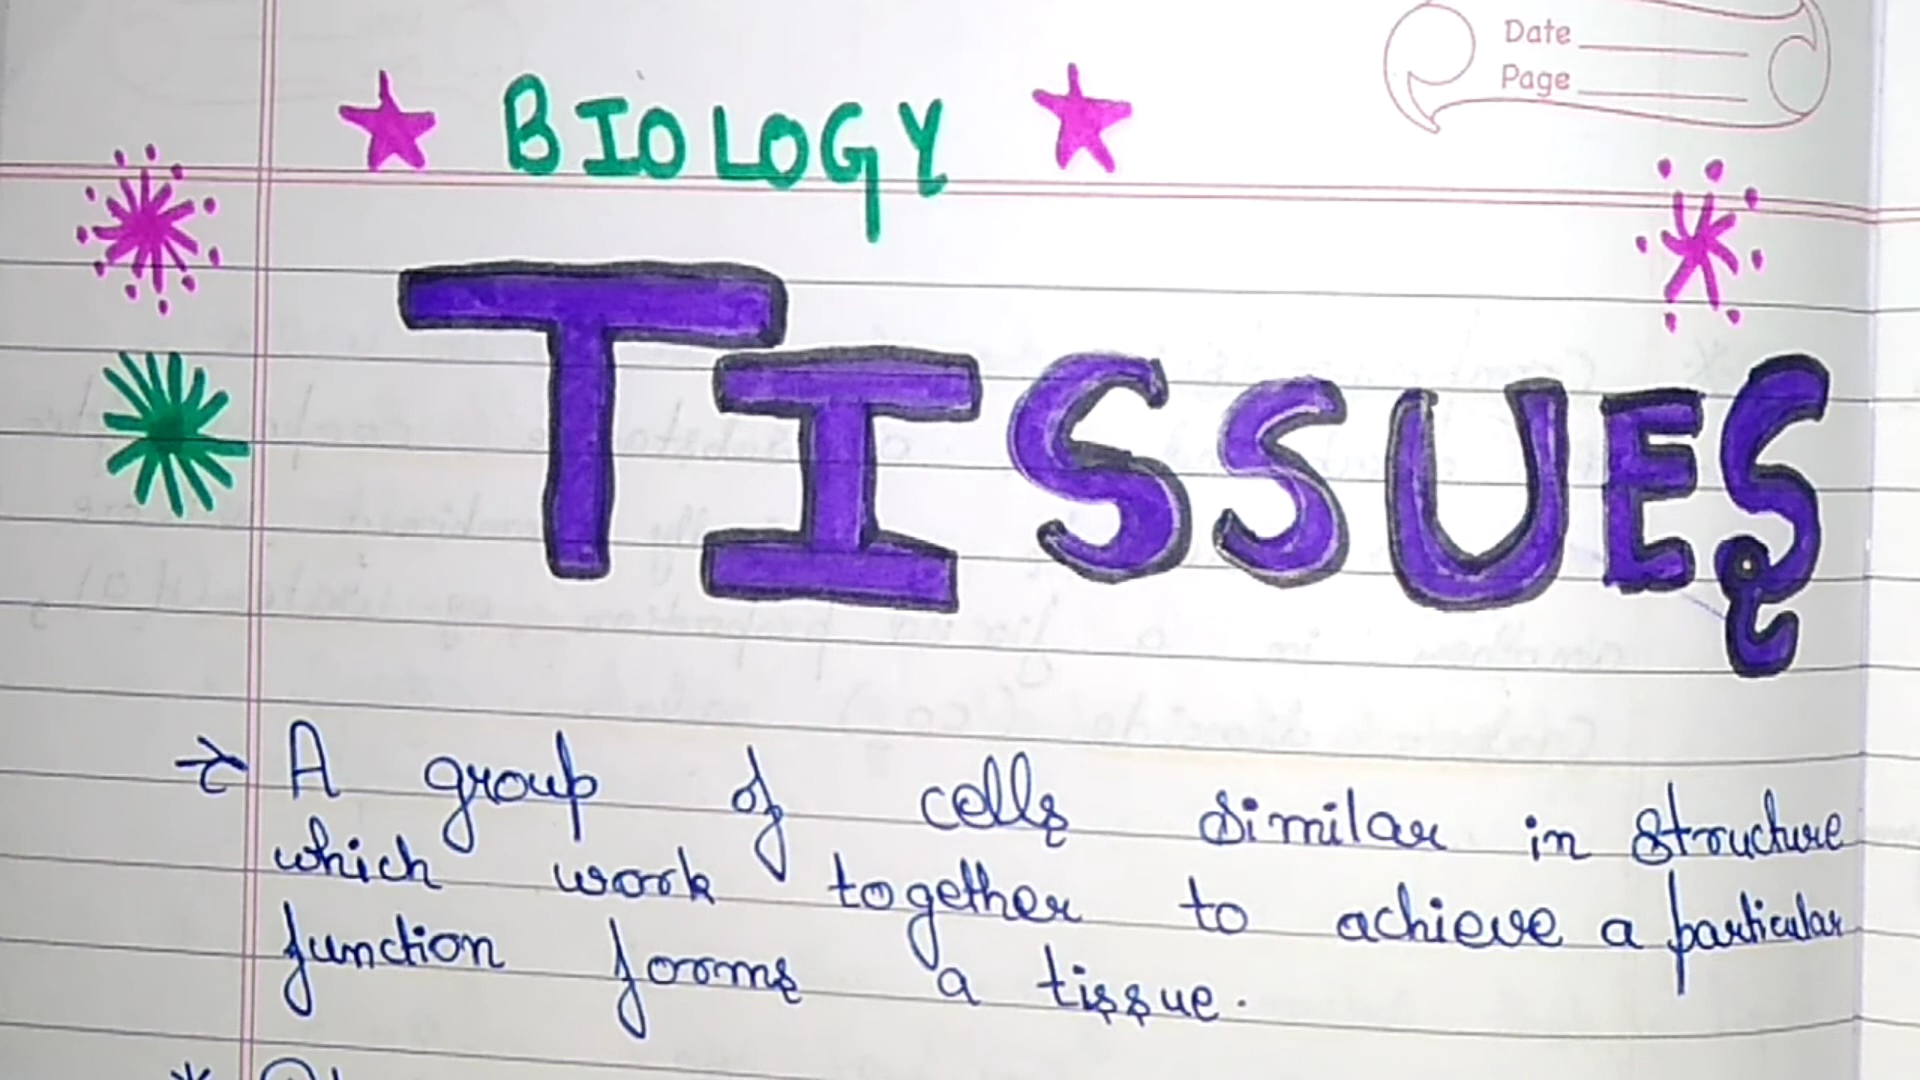 Date
Page
BIOLOGY
TISSUES
→ A group of cells similar in structure
which work together to achieve a particular
function forms a tissue.